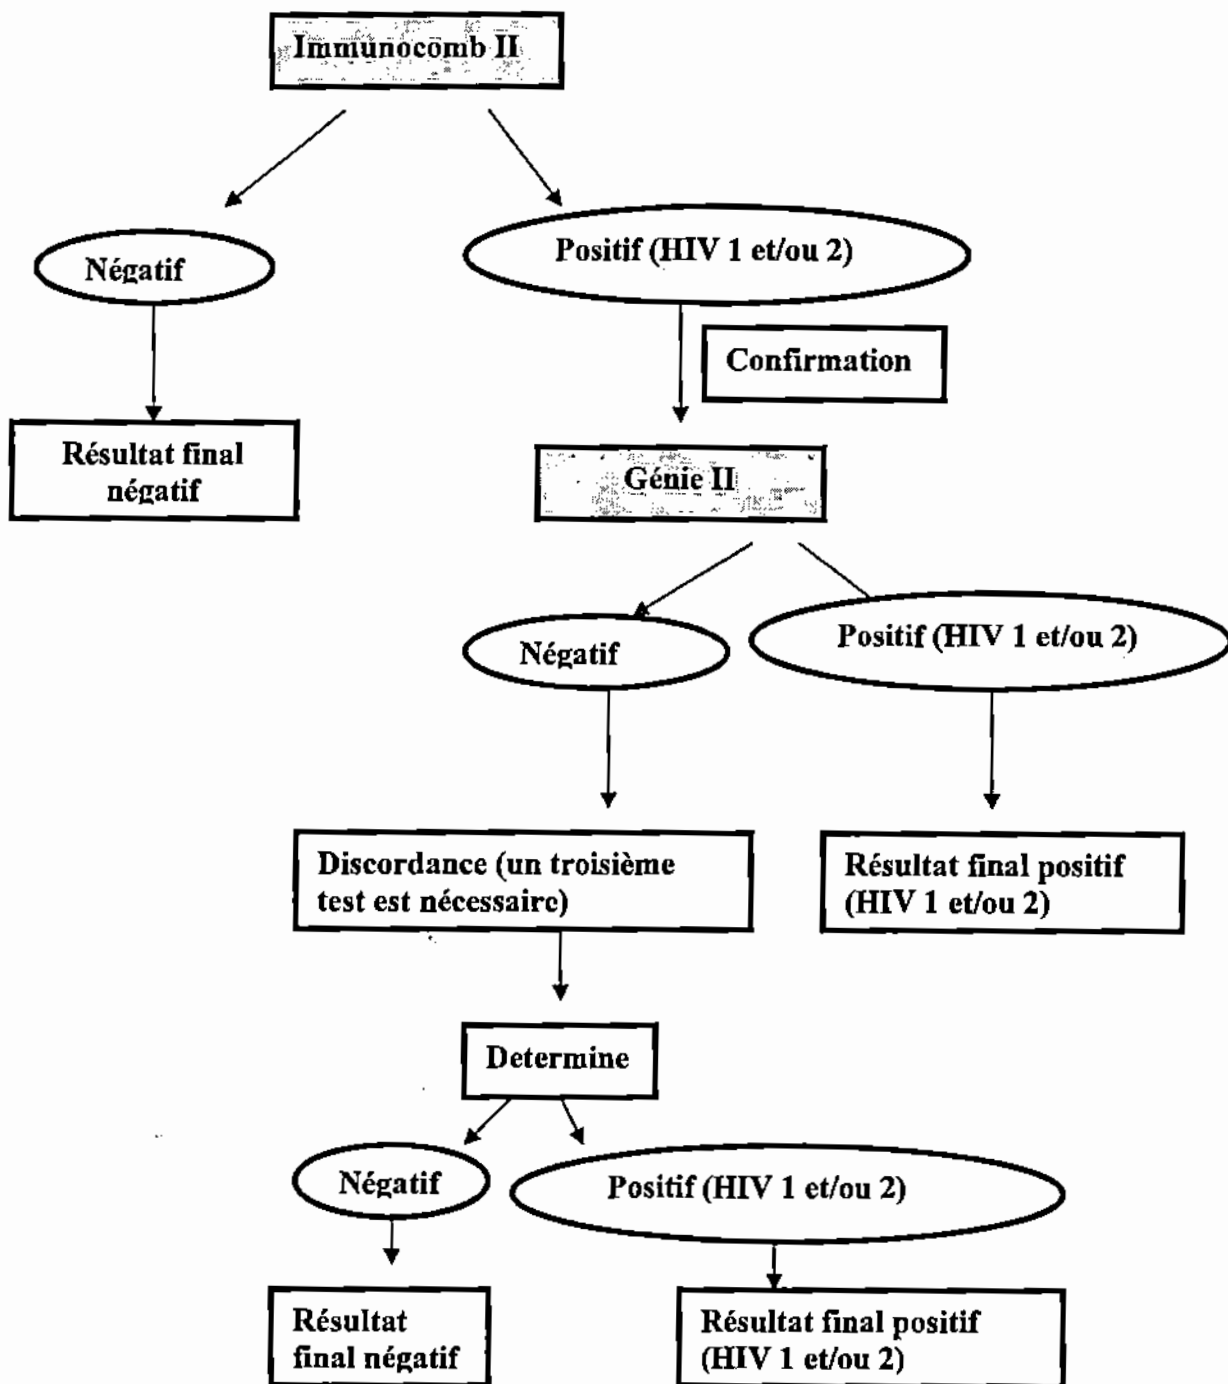 Immunocomb II
Négatif
Positif (HIV 1 et/ou 2)
Confirmation
Résultat final
négatif
Génie II
Négatif
Positif (HIV 1 et/ou 2)
Discordance (un troisième
test est nécessaire)
Résultat final positif
(HIV 1 et/ou 2)
Determine
Négatif
Positif (HIV 1 et/ou 2)
Résultat
final négatif
Résultat final positif
(HIV 1 et/ou 2)